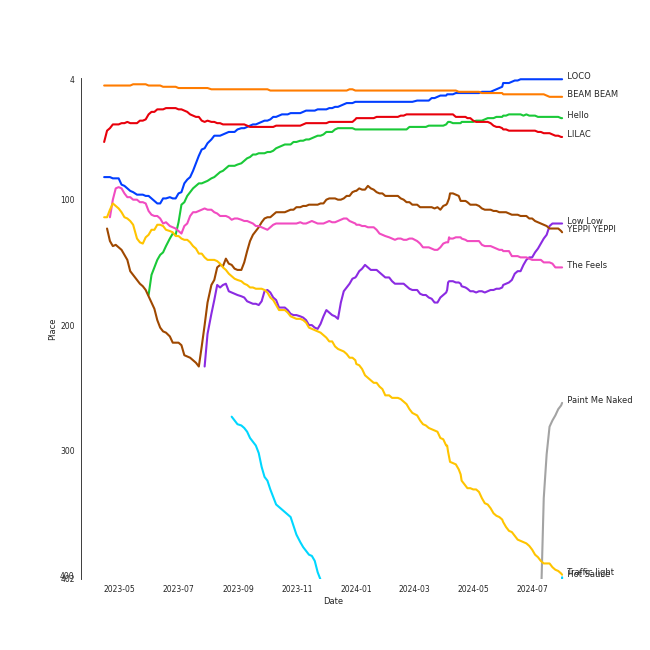 4
LOCO
BEAM BEAM
Hello
LILAC
100
Low Low
YEPPI YEPPI
The Feels
200
Place
300
Paint Me Naked
400
402
Traffic light
Hot Sauce
2023-05
2023-07
2023-09
2023-11
2024-01
2024-03
2024-05
2024-07
Date